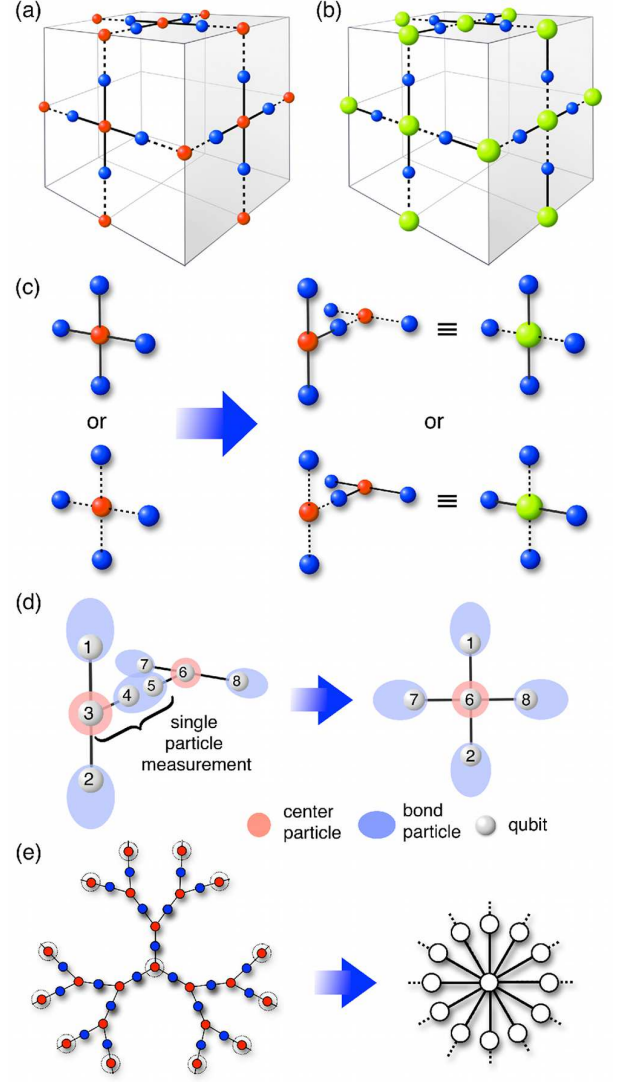 (a)
(b)
(c)
or
≡
or
≡
(d)
1
2
3
4
5
6
7
8
single
particle
measurement
1
7
6
8
2
center
particle
bond
particle
qubit
(e)